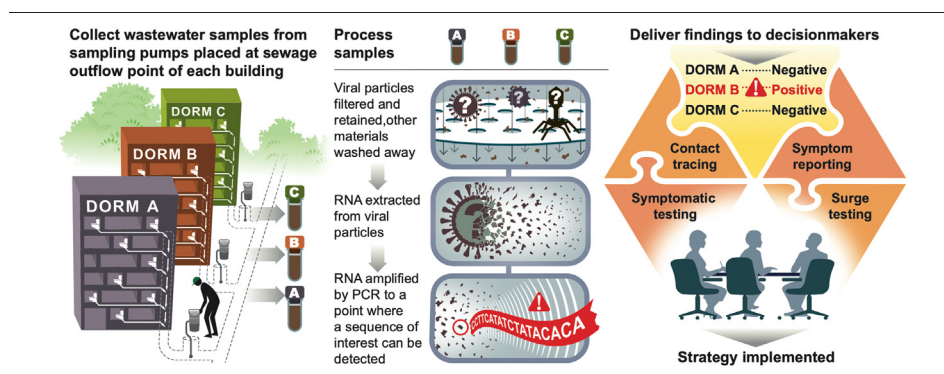 Collect wastewater samples from
sampling pumps placed at sewage
outflow point of each building
DORM C
DORM B
DORM A
C
B
A
Process
samples
A
B
C
Viral particles
filtered and
retained,other
materials
washed away
?
?
?
RNA extracted
from viral
particles
?
RNA amplified
by PCR to a
point where
a sequence of
interest can be
detected
!
CCTTCATATCTATACACA
Deliver findings to decisionmakers
DORM A ········ Negative
DORM B ! Positive
DORM C ········ Negative
Contact
tracing
Symptom
reporting
Symptomatic
testing
Surge
testing
Strategy implemented